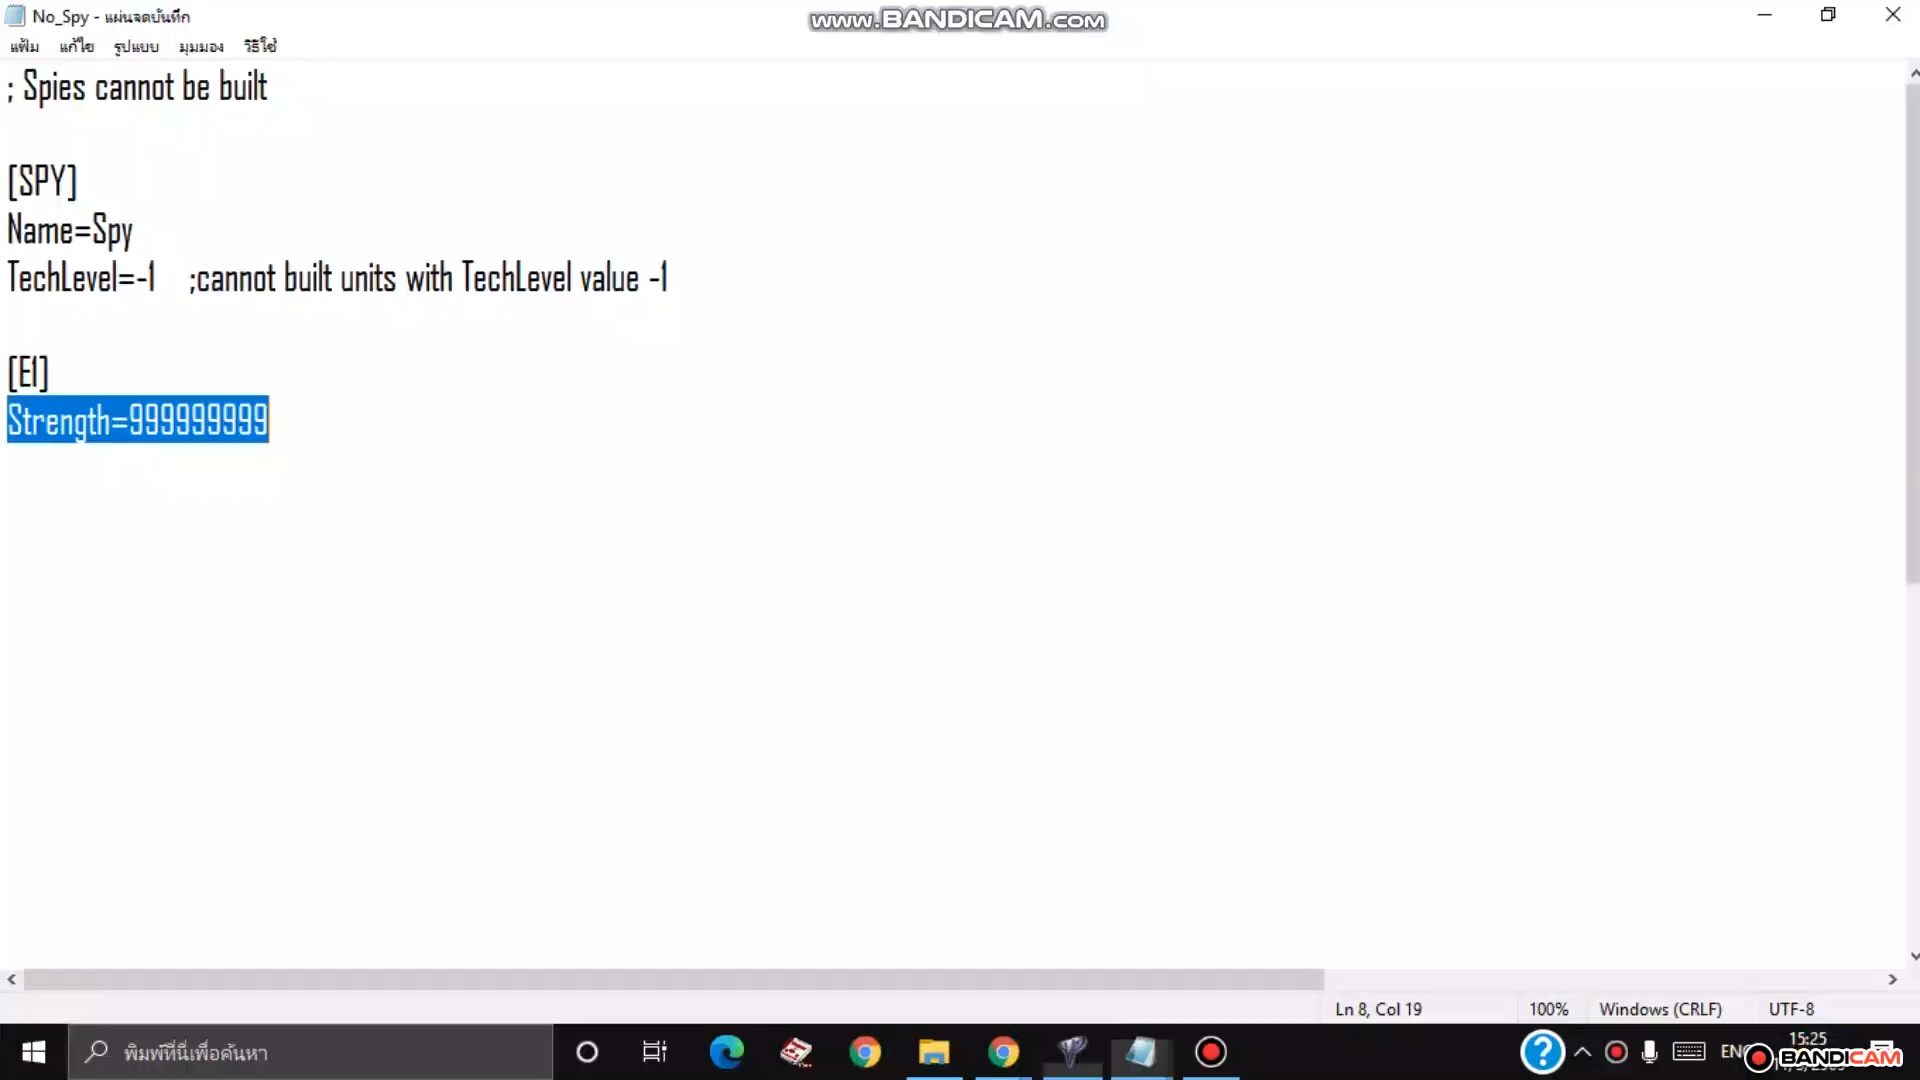 No_Spy - แผ่นจดบันทึก
www.BANDICAM.com
แฟ้ม แก้ไข รูปแบบ มุมมอง วิธีใช้
; Spies cannot be built
[SPY]
Name=Spy
TechLevel=-1 ;cannot built units with TechLevel value -1
[E1]
Strength=999999999
Ln 8, Col 19
100%
Windows (CRLF)
UTF-8
พิมพ์ที่นี่เพื่อค้นหา
15:25
BANDICAM